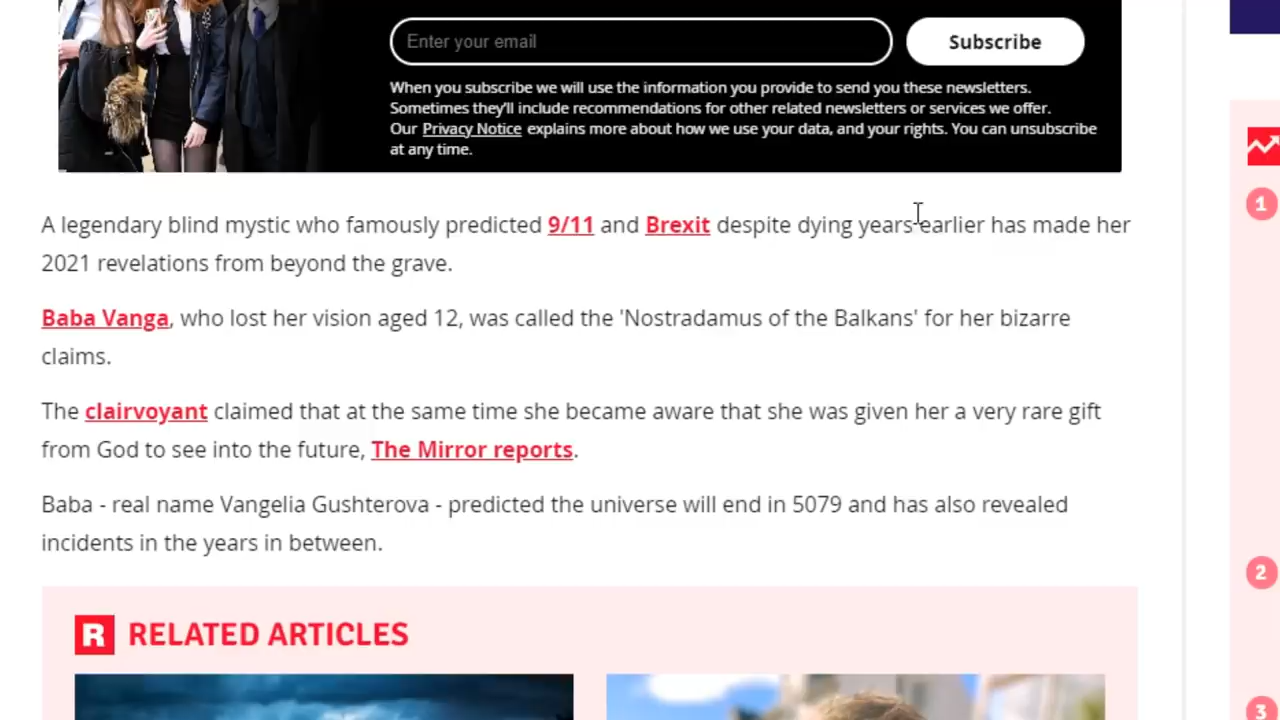 Enter your email
Subscribe
When you subscribe we will use the information you provide to send you these newsletters.
Sometimes they'll include recommendations for other related newsletters or services we offer.
Our Privacy Notice explains more about how we use your data, and your rights. You can unsubscribe
at any time.
A legendary blind mystic who famously predicted 9/11 and Brexit despite dying years earlier has made her
2021 revelations from beyond the grave.
Baba Vanga, who lost her vision aged 12, was called the 'Nostradamus of the Balkans' for her bizarre
claims.
The clairvoyant claimed that at the same time she became aware that she was given her a very rare gift
from God to see into the future, The Mirror reports.
Baba - real name Vangelia Gushterova - predicted the universe will end in 5079 and has also revealed
incidents in the years in between.
R RELATED ARTICLES
1
2
3